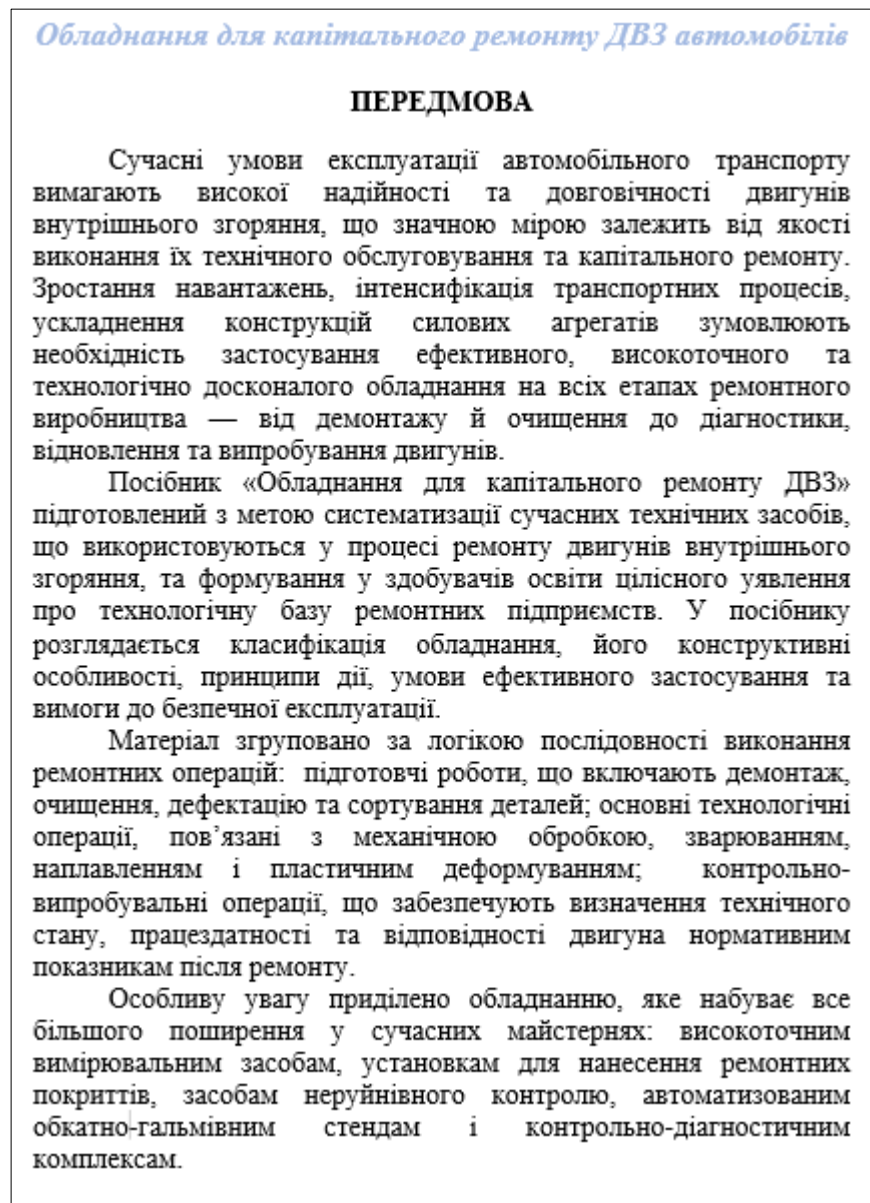 Обладнання для капітального ремонту ДВЗ автомобілів
ПЕРЕДМОВА
Сучасні умови експлуатації автомобільного транспорту
вимагають високої надійності та довговічності двигунів
внутрішнього згоряння, що значною мірою залежить від якості
виконання їх технічного обслуговування та капітального ремонту.
Зростання навантажень, інтенсифікація транспортних процесів,
ускладнення конструкцій силових агрегатів зумовлюють
необхідність застосування ефективного, високоточного та
технологічно досконалого обладнання на всіх етапах ремонтного
виробництва — від демонтажу й очищення до діагностики,
відновлення та випробування двигунів.
Посібник «Обладнання для капітального ремонту ДВЗ»
підготовлений з метою систематизації сучасних технічних засобів,
що використовуються у процесі ремонту двигунів внутрішнього
згоряння, та формування у здобувачів освіти цілісного уявлення
про технологічну базу ремонтних підприємств. У посібнику
розглядається класифікація обладнання, його конструктивні
особливості, принципи дії, умови ефективного застосування та
вимоги до безпечної експлуатації.
Матеріал згруповано за логікою послідовності виконання
ремонтних операцій: підготовчі роботи, що включають демонтаж,
очищення, дефектацію та сортування деталей; основні технологічні
операції, пов’язані з механічною обробкою, зварюванням,
наплавленням і пластичним деформуванням; контрольно-
випробувальні операції, що забезпечують визначення технічного
стану, працездатності та відповідності двигуна нормативним
показникам після ремонту.
Особливу увагу приділено обладнанню, яке набуває все
більшого поширення у сучасних майстернях: високоточним
вимірювальним засобам, установкам для нанесення ремонтних
покриттів, засобам неруйнівного контролю, автоматизованим
обкатно-гальмівним стендам і контрольно-діагностичним
комплексам.